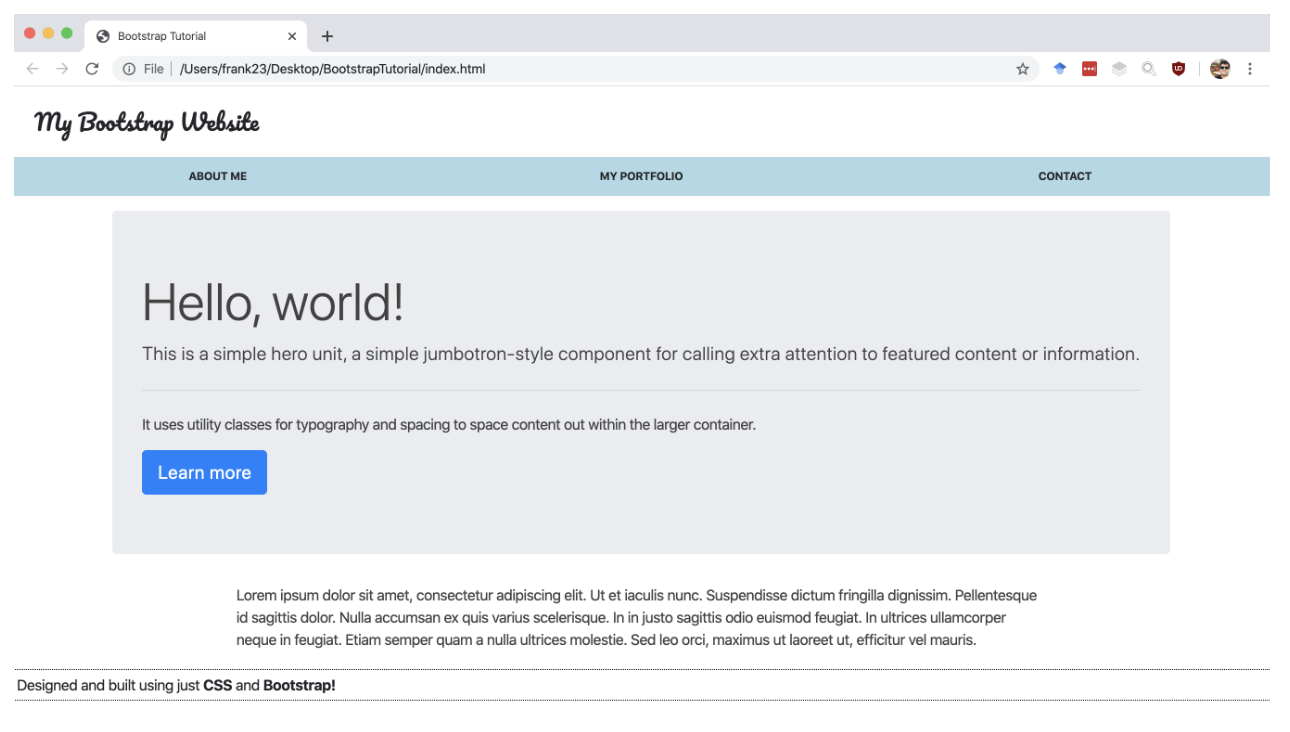 Bootstrap Tutorial
File | /Users/frank23/Desktop/BootstrapTutorial/index.html
My Bootstrap Website
ABOUT ME MY PORTFOLIO CONTACT
Hello, world!
This is a simple hero unit, a simple jumbotron-style component for calling extra attention to featured content or information.
It uses utility classes for typography and spacing to space content out within the larger container.
Learn more
Lorem ipsum dolor sit amet, consectetur adipiscing elit. Ut et iaculis nunc. Suspendisse dictum fringilla dignissim. Pellentesque
id sagittis dolor. Nulla accumsan ex quis varius scelerisque. In in justo sagittis odio euismod feugiat. In ultrices ullamcorper
neque in feugiat. Etiam semper quam a nulla ultrices molestie. Sed leo orci, maximus ut laoreet ut, efficitur vel mauris.
Designed and built using just CSS and Bootstrap!